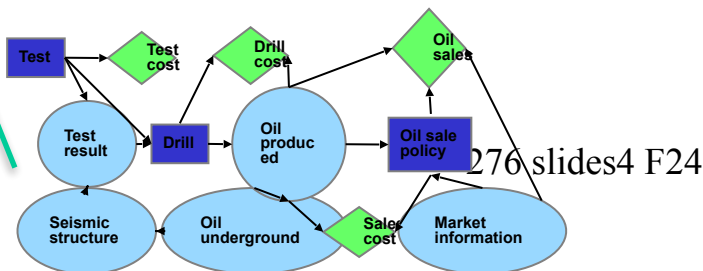 Test
Test
cost
Drill
cost
Oil
sales
Test
result
Drill
Oil
produc
ed
Oil sale
policy
276 slides4 F24
Seismic
structure
Oil
underground
Sales
cost
Market
information